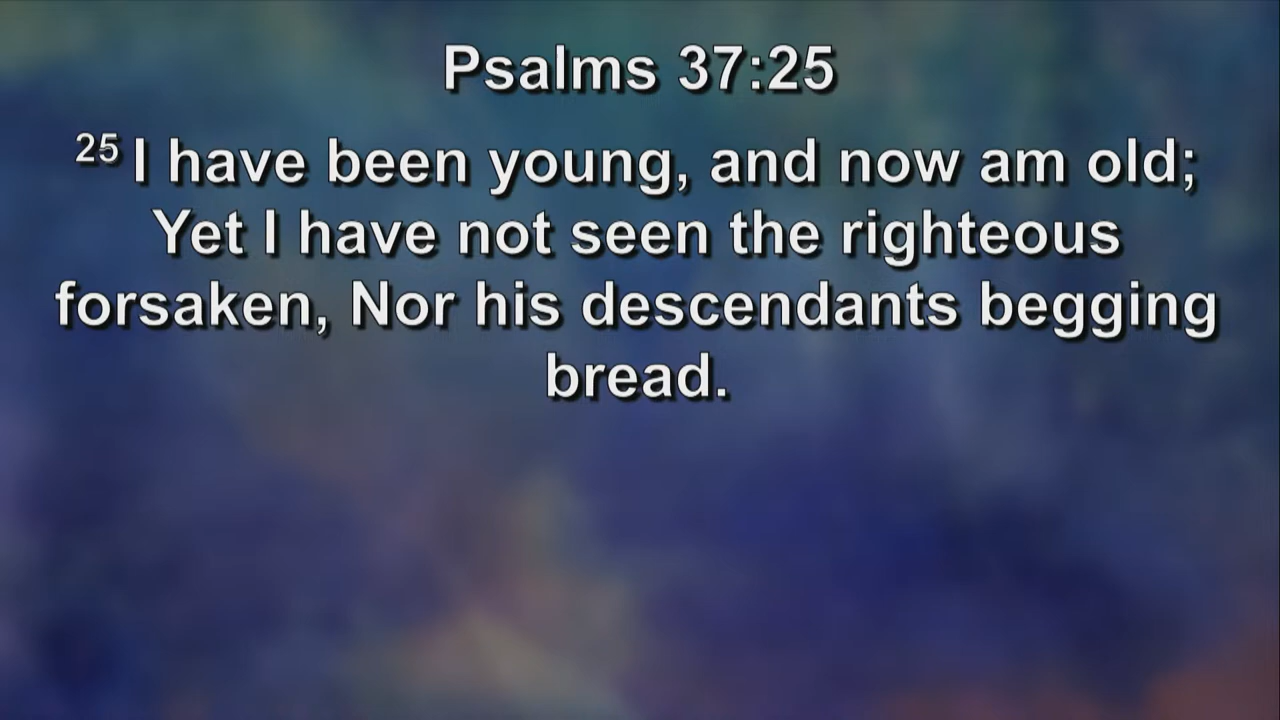 Psalms 37:25
25 I have been young, and now am old;
Yet I have not seen the righteous
forsaken, Nor his descendants begging
bread.